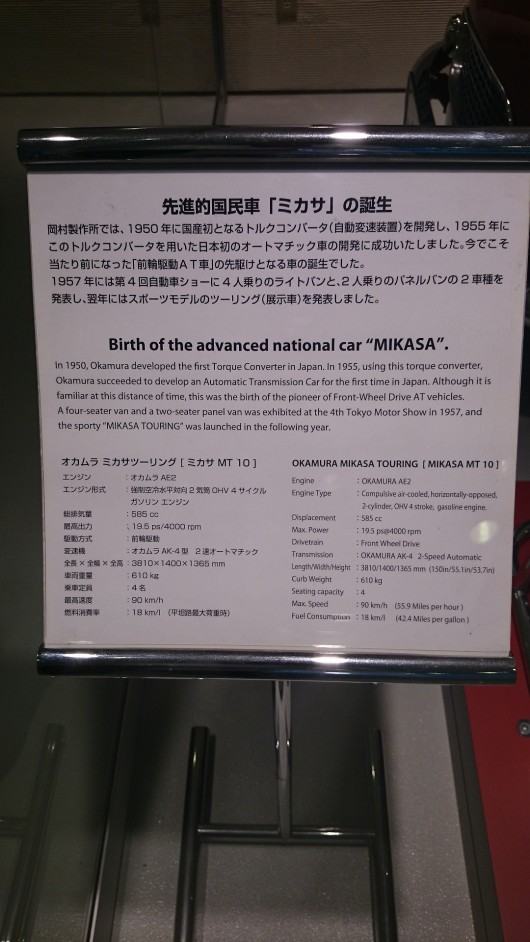 先進的国民車「ミカサ」の誕生
岡村製作所では、1950年に国産初となるトルクコンバータ(自動変速装置)を開発し、1955年に
このトルクコンバータを用いた日本初のオートマチック車の開発に成功いたしました。今でこそ
当たり前になった「前輪駆動AT車」の先駆けとなる車の誕生でした。
1957年には第4回自動車ショーに4人乗りのライトバンと、2人乗りのパネルバンの2車種を
発表し、翌年にはスポーツモデルのツーリング(展示車)を発表しました。
Birth of the advanced national car “MIKASA”.
In 1950, Okamura developed the first Torque Converter in Japan. In 1955, using this torque converter,
Okamura succeeded to develop an Automatic Transmission Car for the first time in Japan. Although it is
familiar at this distance of time, this was the birth of the pioneer of Front-Wheel Drive AT vehicles.
A four-seater van and a two-seater panel van was exhibited at the 4th Tokyo Motor Show in 1957, and
the sporty “MIKASA TOURING” was launched in the following year.
オカムラ ミカサツーリング [ ミカサ MT 10 ]
エンジン : オカムラ AE2
エンジン形式 : 強制空冷水平対向2気筒OHV 4サイクル
ガソリン エンジン
総排気量 : 585 cc
最高出力 : 19.5 ps/4000 rpm
駆動方式 : 前輪駆動
変速機 : オカムラ AK-4 型 2速オートマチック
全長×全幅×全高 : 3810×1400×1365 mm
車両重量 : 610 kg
乗車定員 : 4 名
最高速度 : 90 km/h
燃料消費率 : 18 km/l (平坦路最大荷重時)
OKAMURA MIKASA TOURING [ MIKASA MT 10 ]
Engine : OKAMURA AE2
Engine Type : Compulsive air-cooled, horizontally-opposed,
2-cylinder, OHV 4 stroke, gasoline engine.
Displacement : 585 cc
Max. Power : 19.5 ps@4000 rpm
Drivetrain : Front Wheel Drive
Transmission : OKAMURA AK-4 2-Speed Automatic
Length/Width/Height : 3810/1400/1365 mm (150in/55.1in/53.7in)
Curb Weight : 610 kg
Seating capacity : 4
Max. Speed : 90 km/h (55.9 Miles per hour )
Fuel Consumption : 18 km/l (42.4 Miles per gallon )